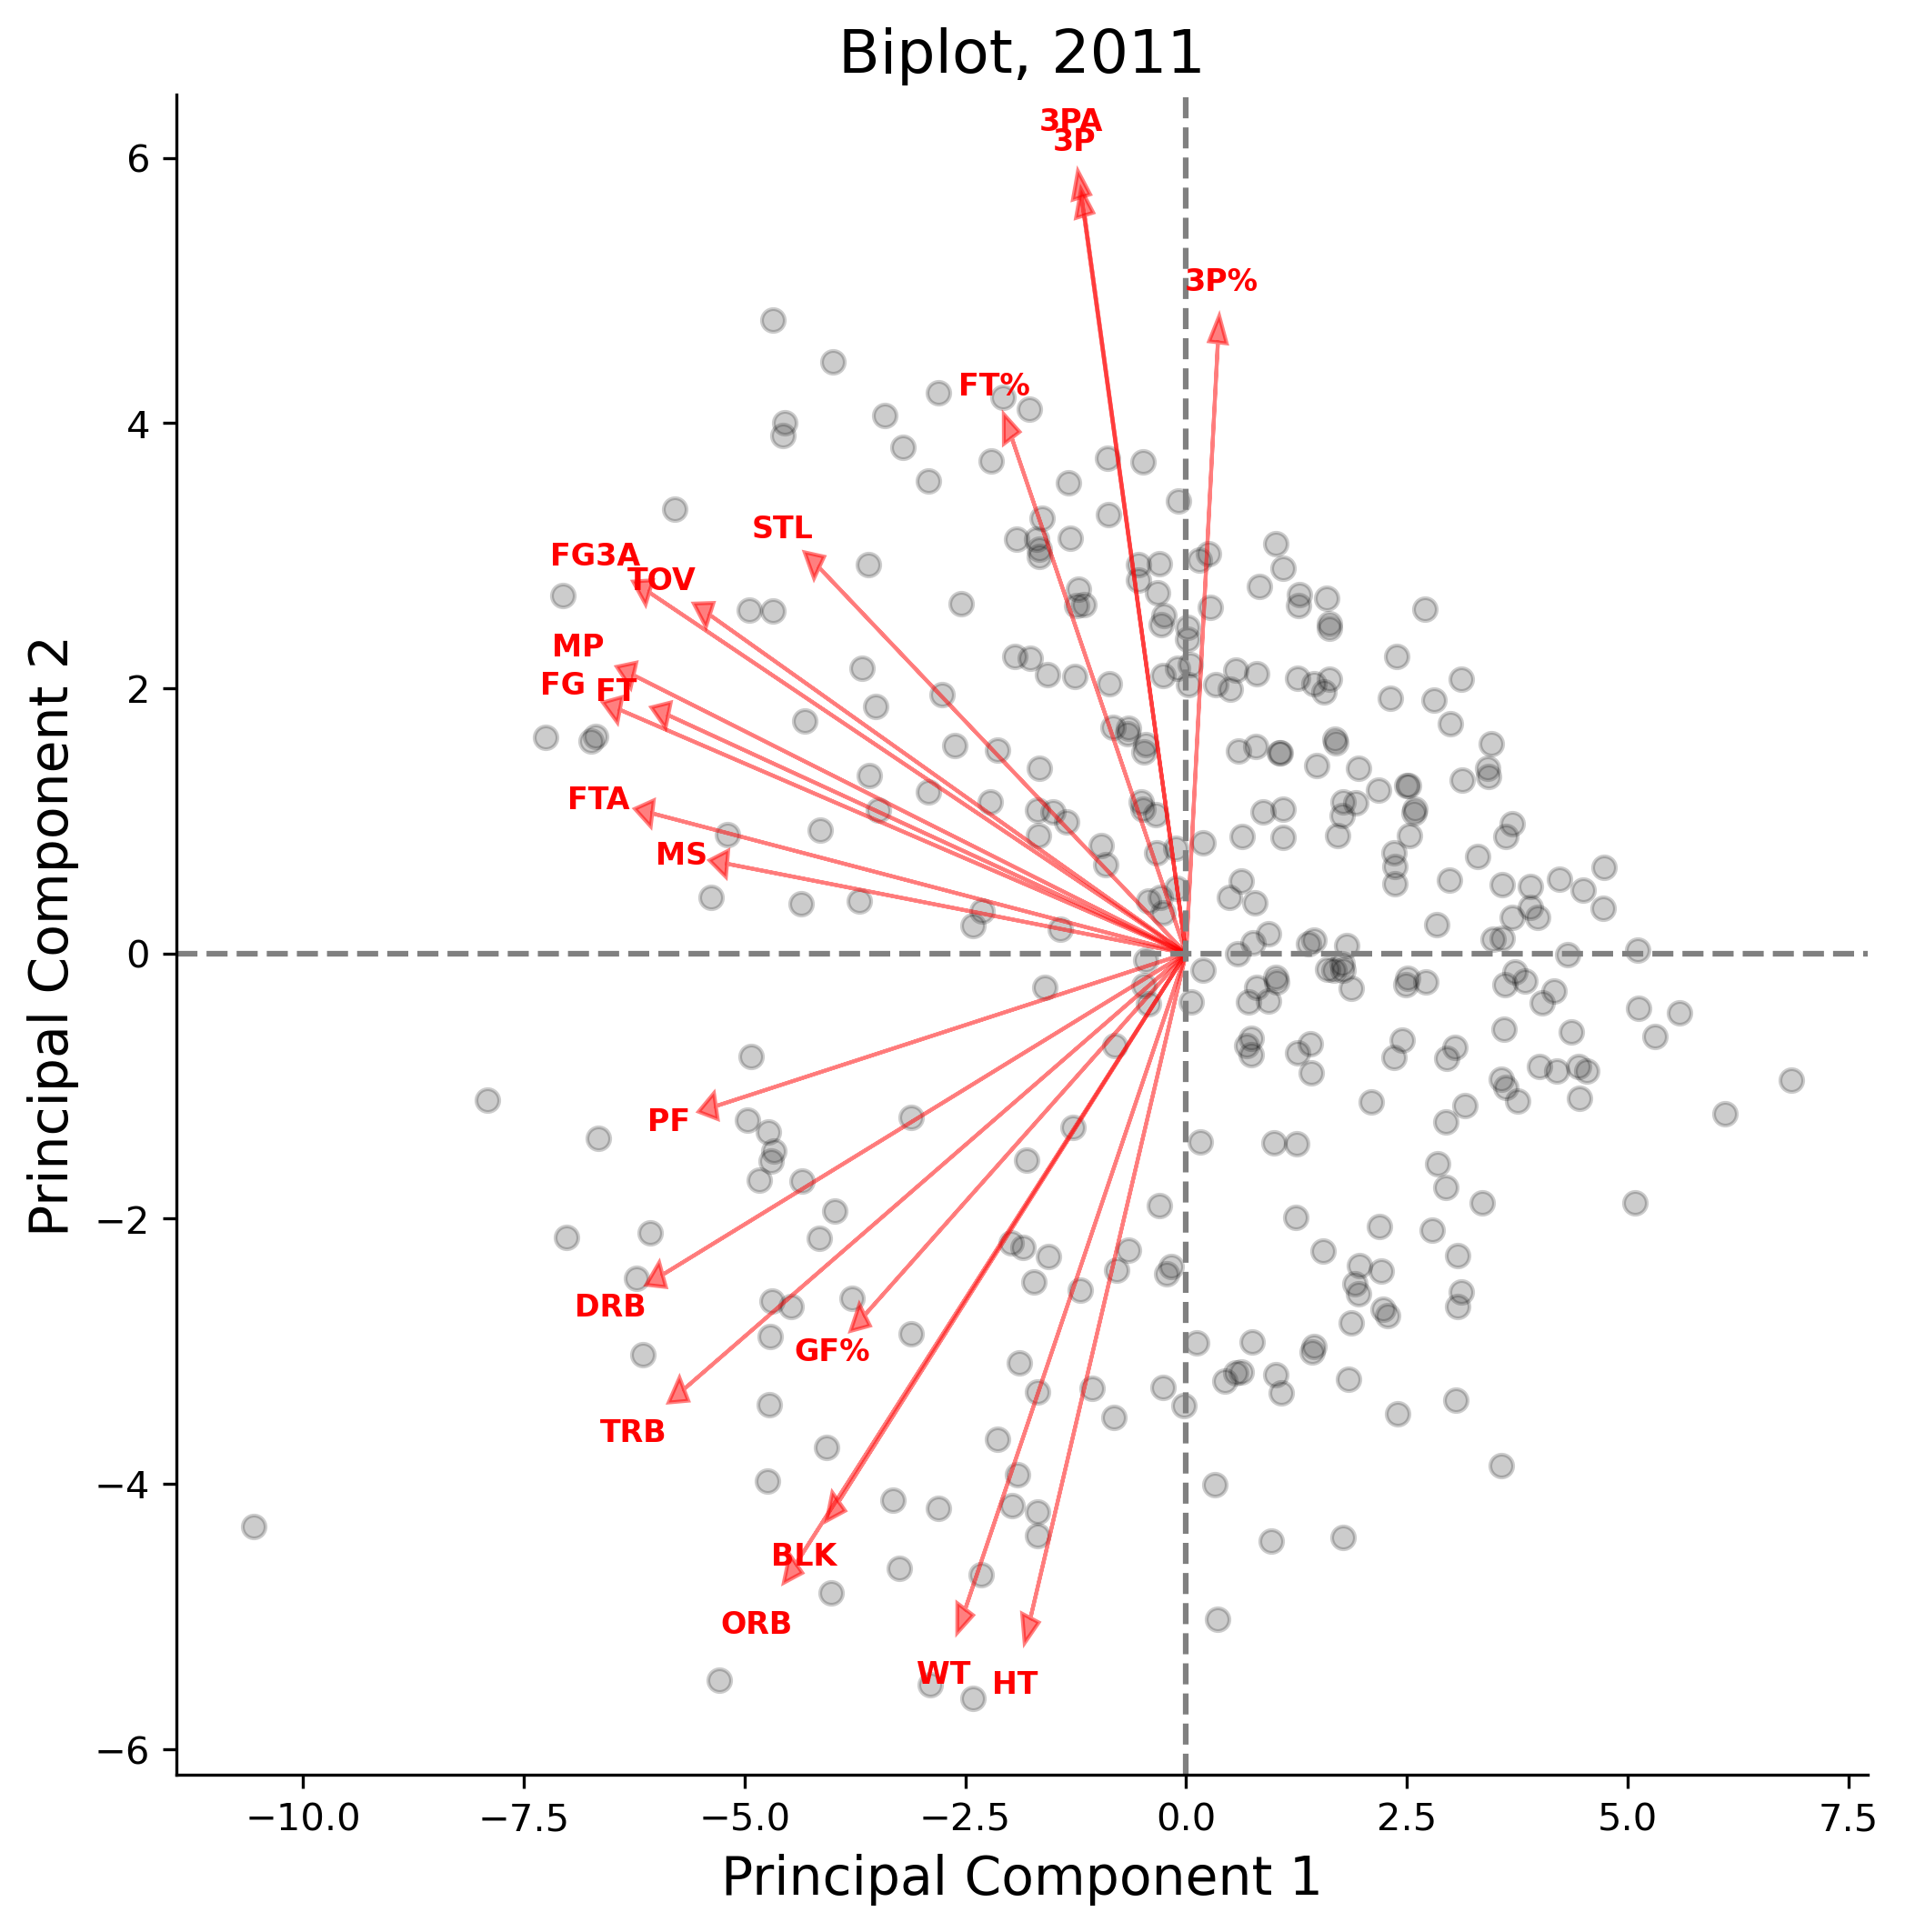 Biplot, 2011
3PA
3P
3P%
FT%
STL
FG3A
TOV
MP
FG
FT
FTA
MS
PF
DRB
GF%
TRB
BLK
ORB
WT
HT
6
4
2
0
−2
−4
−6
Principal Component 2
−10.0
−7.5
−5.0
−2.5
0.0
2.5
5.0
7.5
Principal Component 1